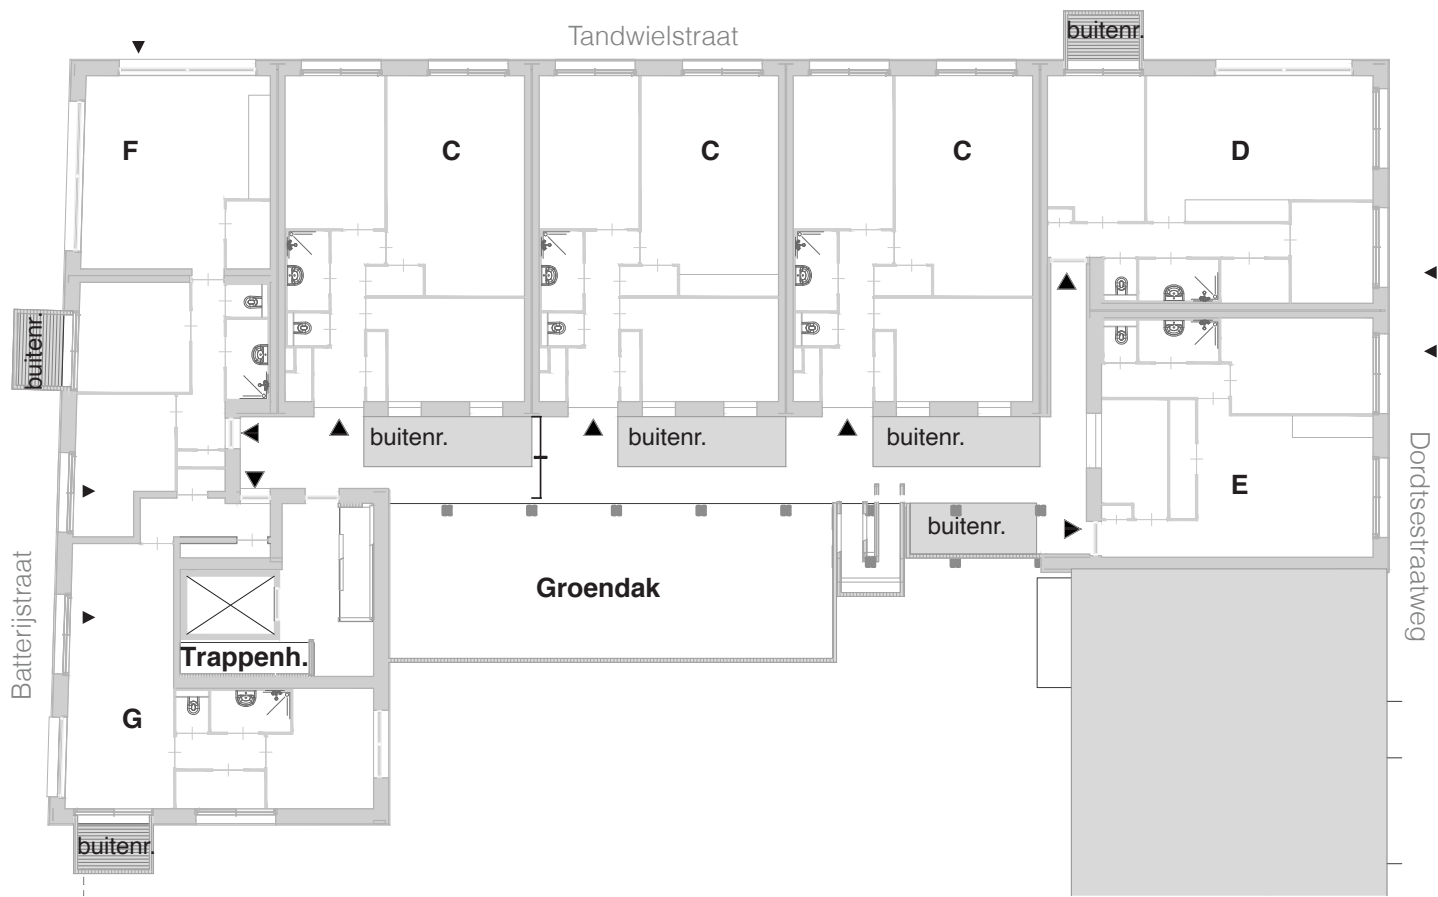 Tandwielstraat
buitenr.
F
C
C
C
D
buitenr.
buitenr.
buitenr.
buitenr.
E
buitenr.
Groendak
Trappenh.
G
buitenr.
Batterijstraat
Dordtsestraatweg